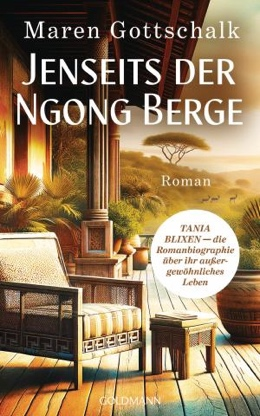 Maren Gottschalk
JENSEITS DER
NGONG BERGE
Roman
TANIA
BLIXEN — die
Romanbiographie
über ihr außer-
gewöhnliches
Leben
GOLDMANN